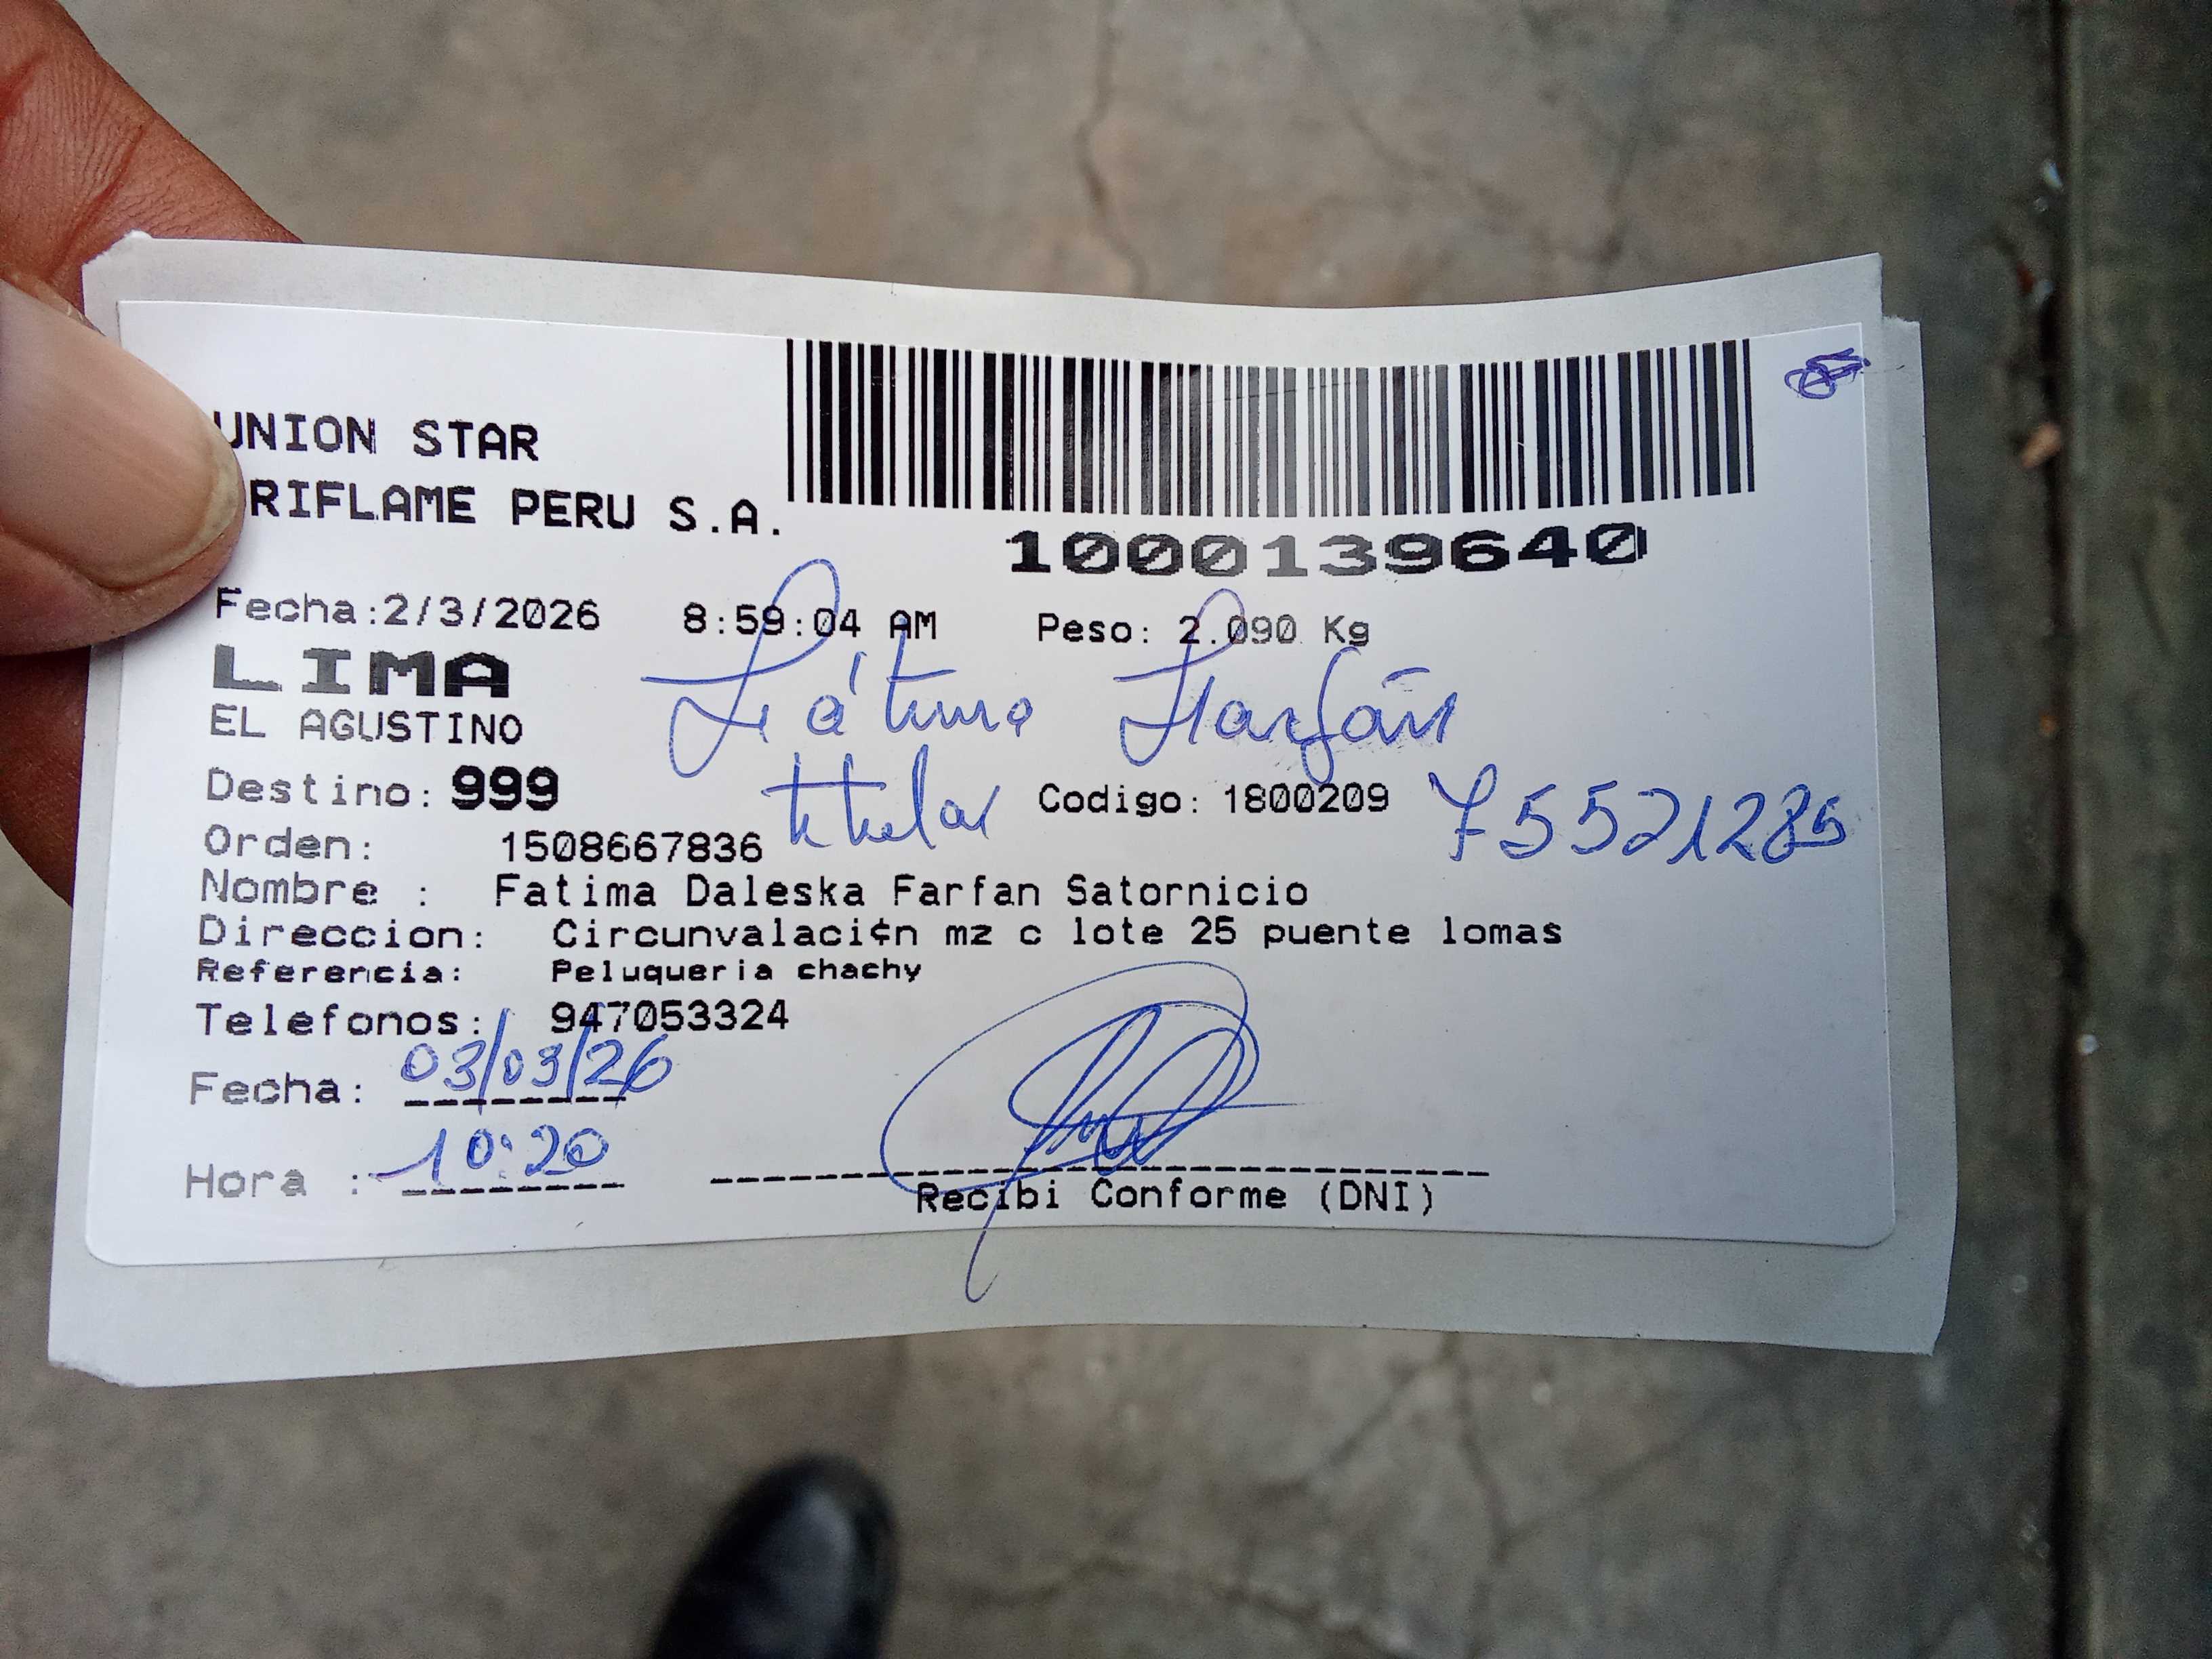 UNION STAR
RIFLAME PERU S.A.
1000139640
Fecha:2/3/2026 8:59:04 AM Peso: 2.090 Kg
LIMA
Fátima Farfán
EL AGUSTINO
Destino: 999 titular Codigo: 1800209 75521285
Orden: 1508667836
Nombre : Fatima Daleska Farfan Satornicio
Direccion: Circunvalaci¢n mz c lote 25 puente lomas
Referencia: Peluqueria chachy
Telefonos: 947053324
Fecha: 03/03/26
Hora : 10:20
Recibi Conforme (DNI)